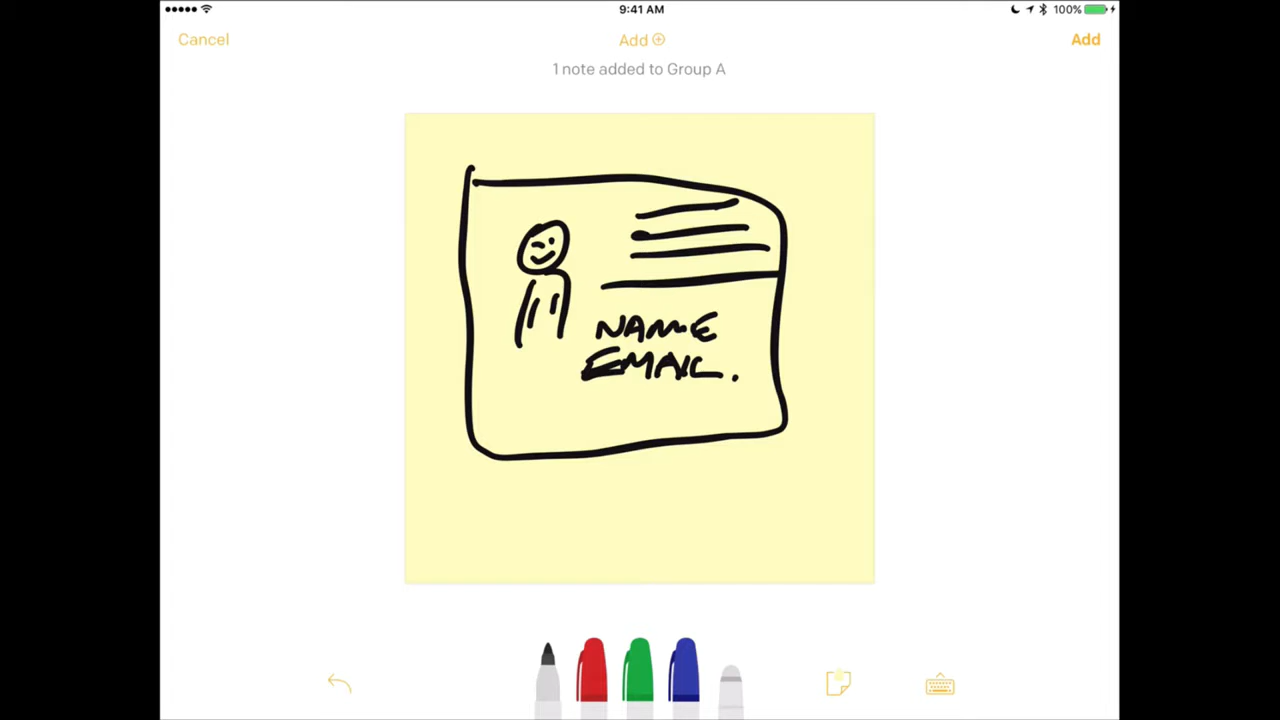 9:41 AM
100%
Cancel
Add
Add
1 note added to Group A
NAME
EMAIL.